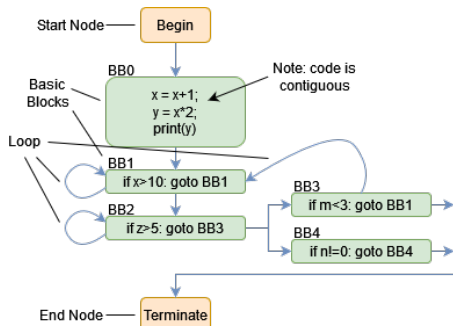 Start Node
Begin
BB0
Basic
Blocks
x = x+1;
y = x*2;
print(y)
Note: code is
contiguous
Loop
BB1
if x>10: goto BB1
BB2
if z>5: goto BB3
BB3
if m<3: goto BB1
BB4
if n!=0: goto BB4
End Node
Terminate